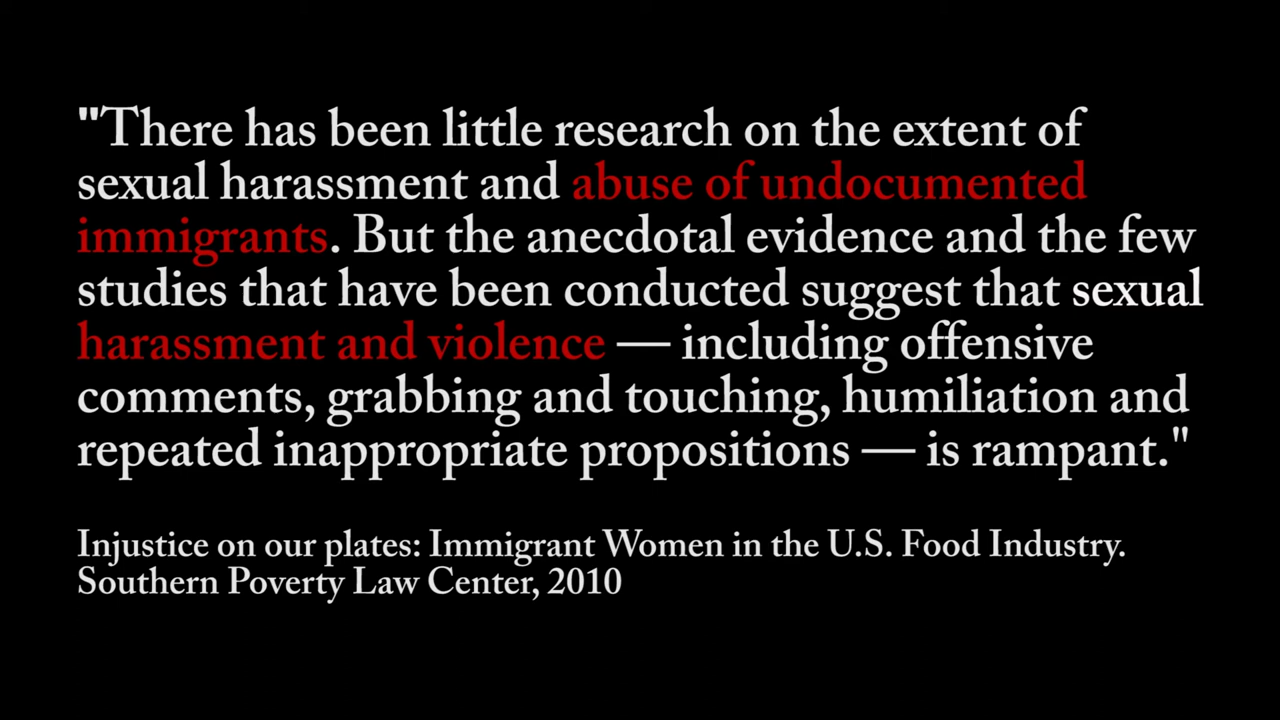 "There has been little research on the extent of
sexual harassment and abuse of undocumented
immigrants. But the anecdotal evidence and the few
studies that have been conducted suggest that sexual
harassment and violence — including offensive
comments, grabbing and touching, humiliation and
repeated inappropriate propositions — is rampant."
Injustice on our plates: Immigrant Women in the U.S. Food Industry.
Southern Poverty Law Center, 2010